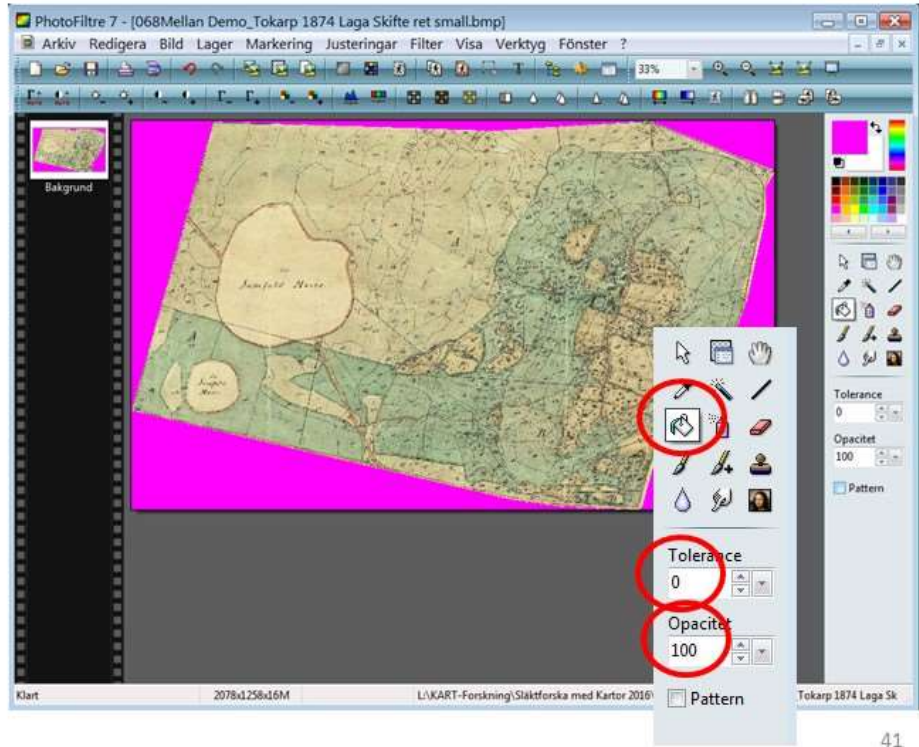 PhotoFiltre 7 - [068Mellan Demo_Tokarp 1874 Laga Skifte ret small.bmp]
Arkiv Redigera Bild Lager Markering Justeringar Filter Visa Verktyg Fönster ?
33%
Bakgrund
Tolerance
0
Opacitet
100
Pattern
Tolerance
0
Opacitet
100
Pattern
Klart
2078x1258x16M
L:\KART-Forskning\Släktforska med Kartor 2016\
Tokarp 1874 Laga Sk
41